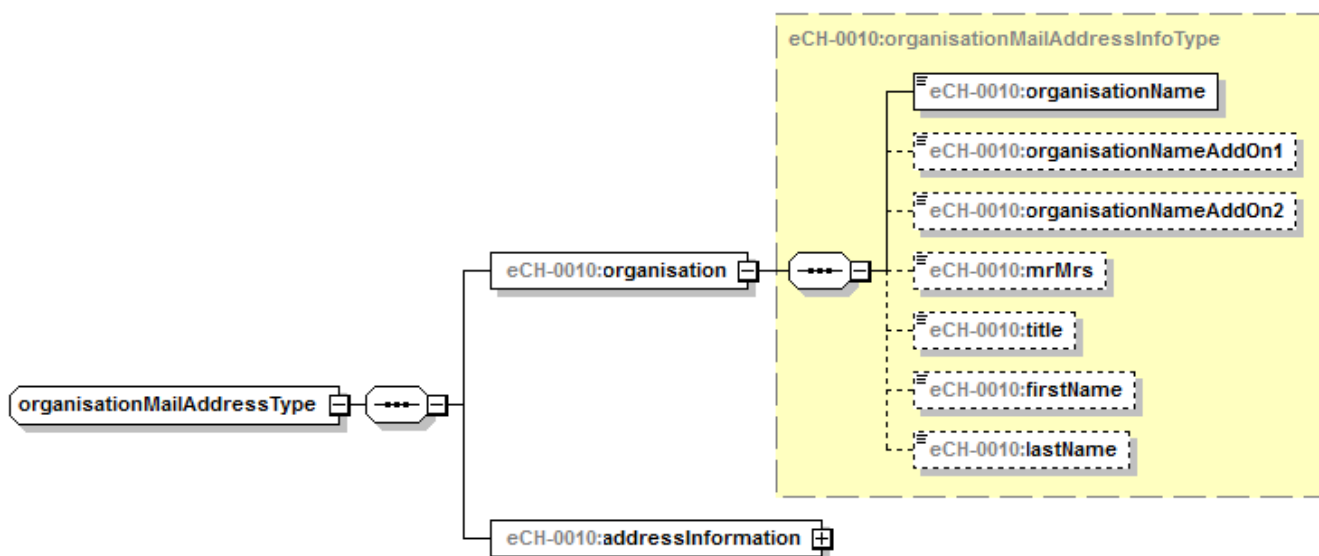 eCH-0010:organisationMailAddressInfoType
eCH-0010:organisationName
eCH-0010:organisationNameAddOn1
eCH-0010:organisationNameAddOn2
eCH-0010:organisation
eCH-0010:mrMrs
eCH-0010:title
eCH-0010:firstName
organisationMailAddressType
eCH-0010:lastName
eCH-0010:addressInformation